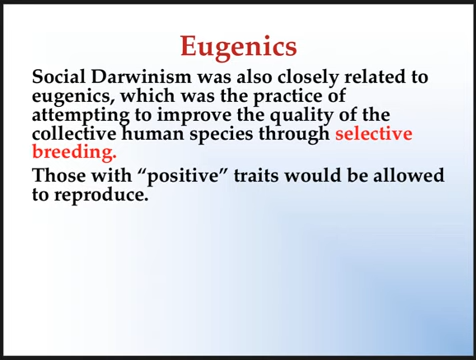 Eugenics
Social Darwinism was also closely related to
eugenics, which was the practice of
attempting to improve the quality of the
collective human species through selective
breeding.
Those with “positive” traits would be allowed
to reproduce.